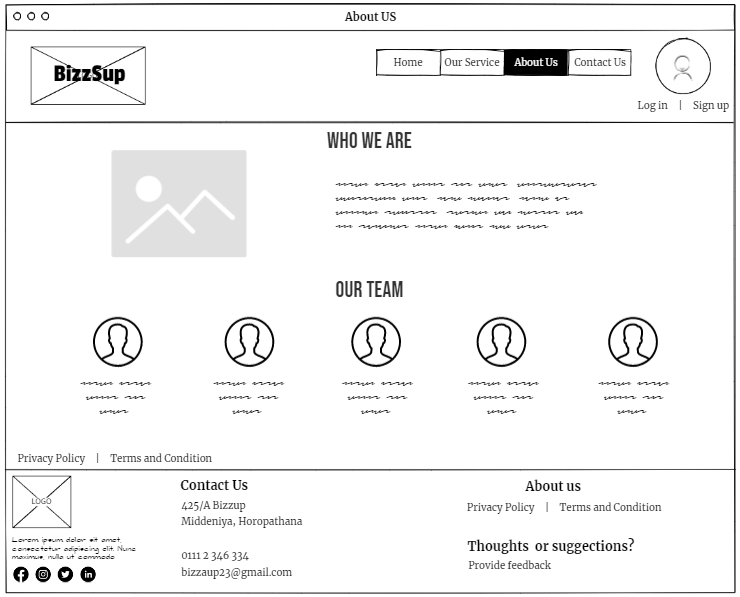 About US
BizzSup
Home
Our Service
About Us
Contact Us
Log in | Sign up
WHO WE ARE
OUR TEAM
Privacy Policy | Terms and Condition
LOGO
Lorem ipsum dolor sit amet,
consectetur adipiscing elit. Nunc
maximus, nulla ut commodo
Contact Us
425/A Bizzup
Middeniya, Horopathana
0111 2 346 334
bizzaup23@gmail.com
About us
Privacy Policy | Terms and Condition
Thoughts or suggestions?
Provide feedback